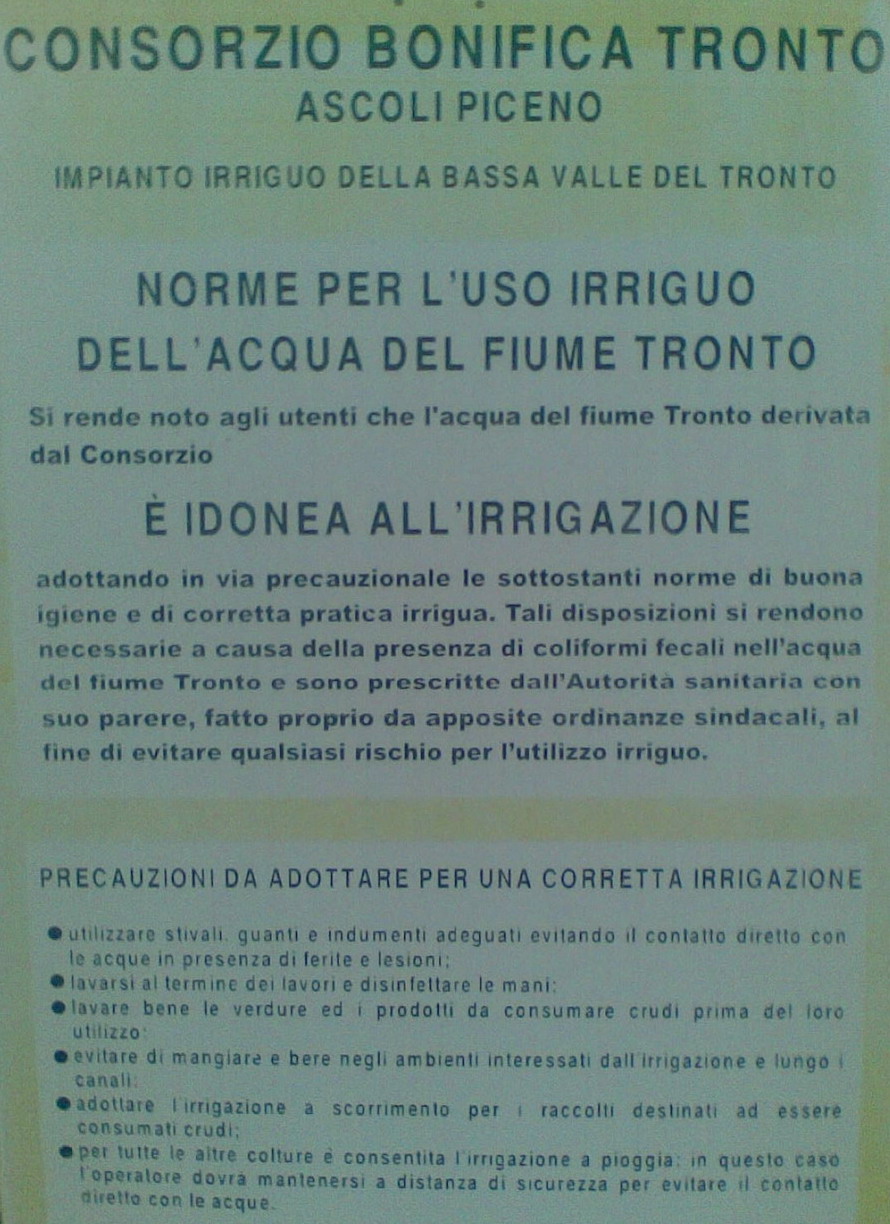 CONSORZIO BONIFICA TRONTO
ASCOLI PICENO
IMPIANTO IRRIGUO DELLA BASSA VALLE DEL TRONTO
NORME PER L'USO IRRIGUO
DELL'ACQUA DEL FIUME TRONTO
Si rende noto agli utenti che l'acqua del fiume Tronto derivata
dal Consorzio
È IDONEA ALL'IRRIGAZIONE
adottando in via precauzionale le sottostanti norme di buona
igiene e di corretta pratica irrigua. Tali disposizioni si rendono
necessarie a causa della presenza di coliformi fecali nell'acqua
del fiume Tronto e sono prescritte dall'Autorità sanitaria con
suo parere, fatto proprio da apposite ordinanze sindacali, al
fine di evitare qualsiasi rischio per l'utilizzo irriguo.
PRECAUZIONI DA ADOTTARE PER UNA CORRETTA IRRIGAZIONE
● utilizzare stivali, guanti e indumenti adeguati evitando il contatto diretto con
le acque in presenza di ferite e lesioni;
● lavarsi al termine dei lavori e disinfettare le mani;
● lavare bene le verdure ed i prodotti da consumare crudi prima del loro
utilizzo;
● evitare di mangiare e bere negli ambienti interessati dall'irrigazione e lungo i
canali;
● adottare l'irrigazione a scorrimento per i raccolti destinati ad essere
consumati crudi;
● per tutte le altre colture è consentita l'irrigazione a pioggia; in questo caso
l'operatore dovrà mantenersi a distanza di sicurezza per evitare il contatto
diretto con le acque.